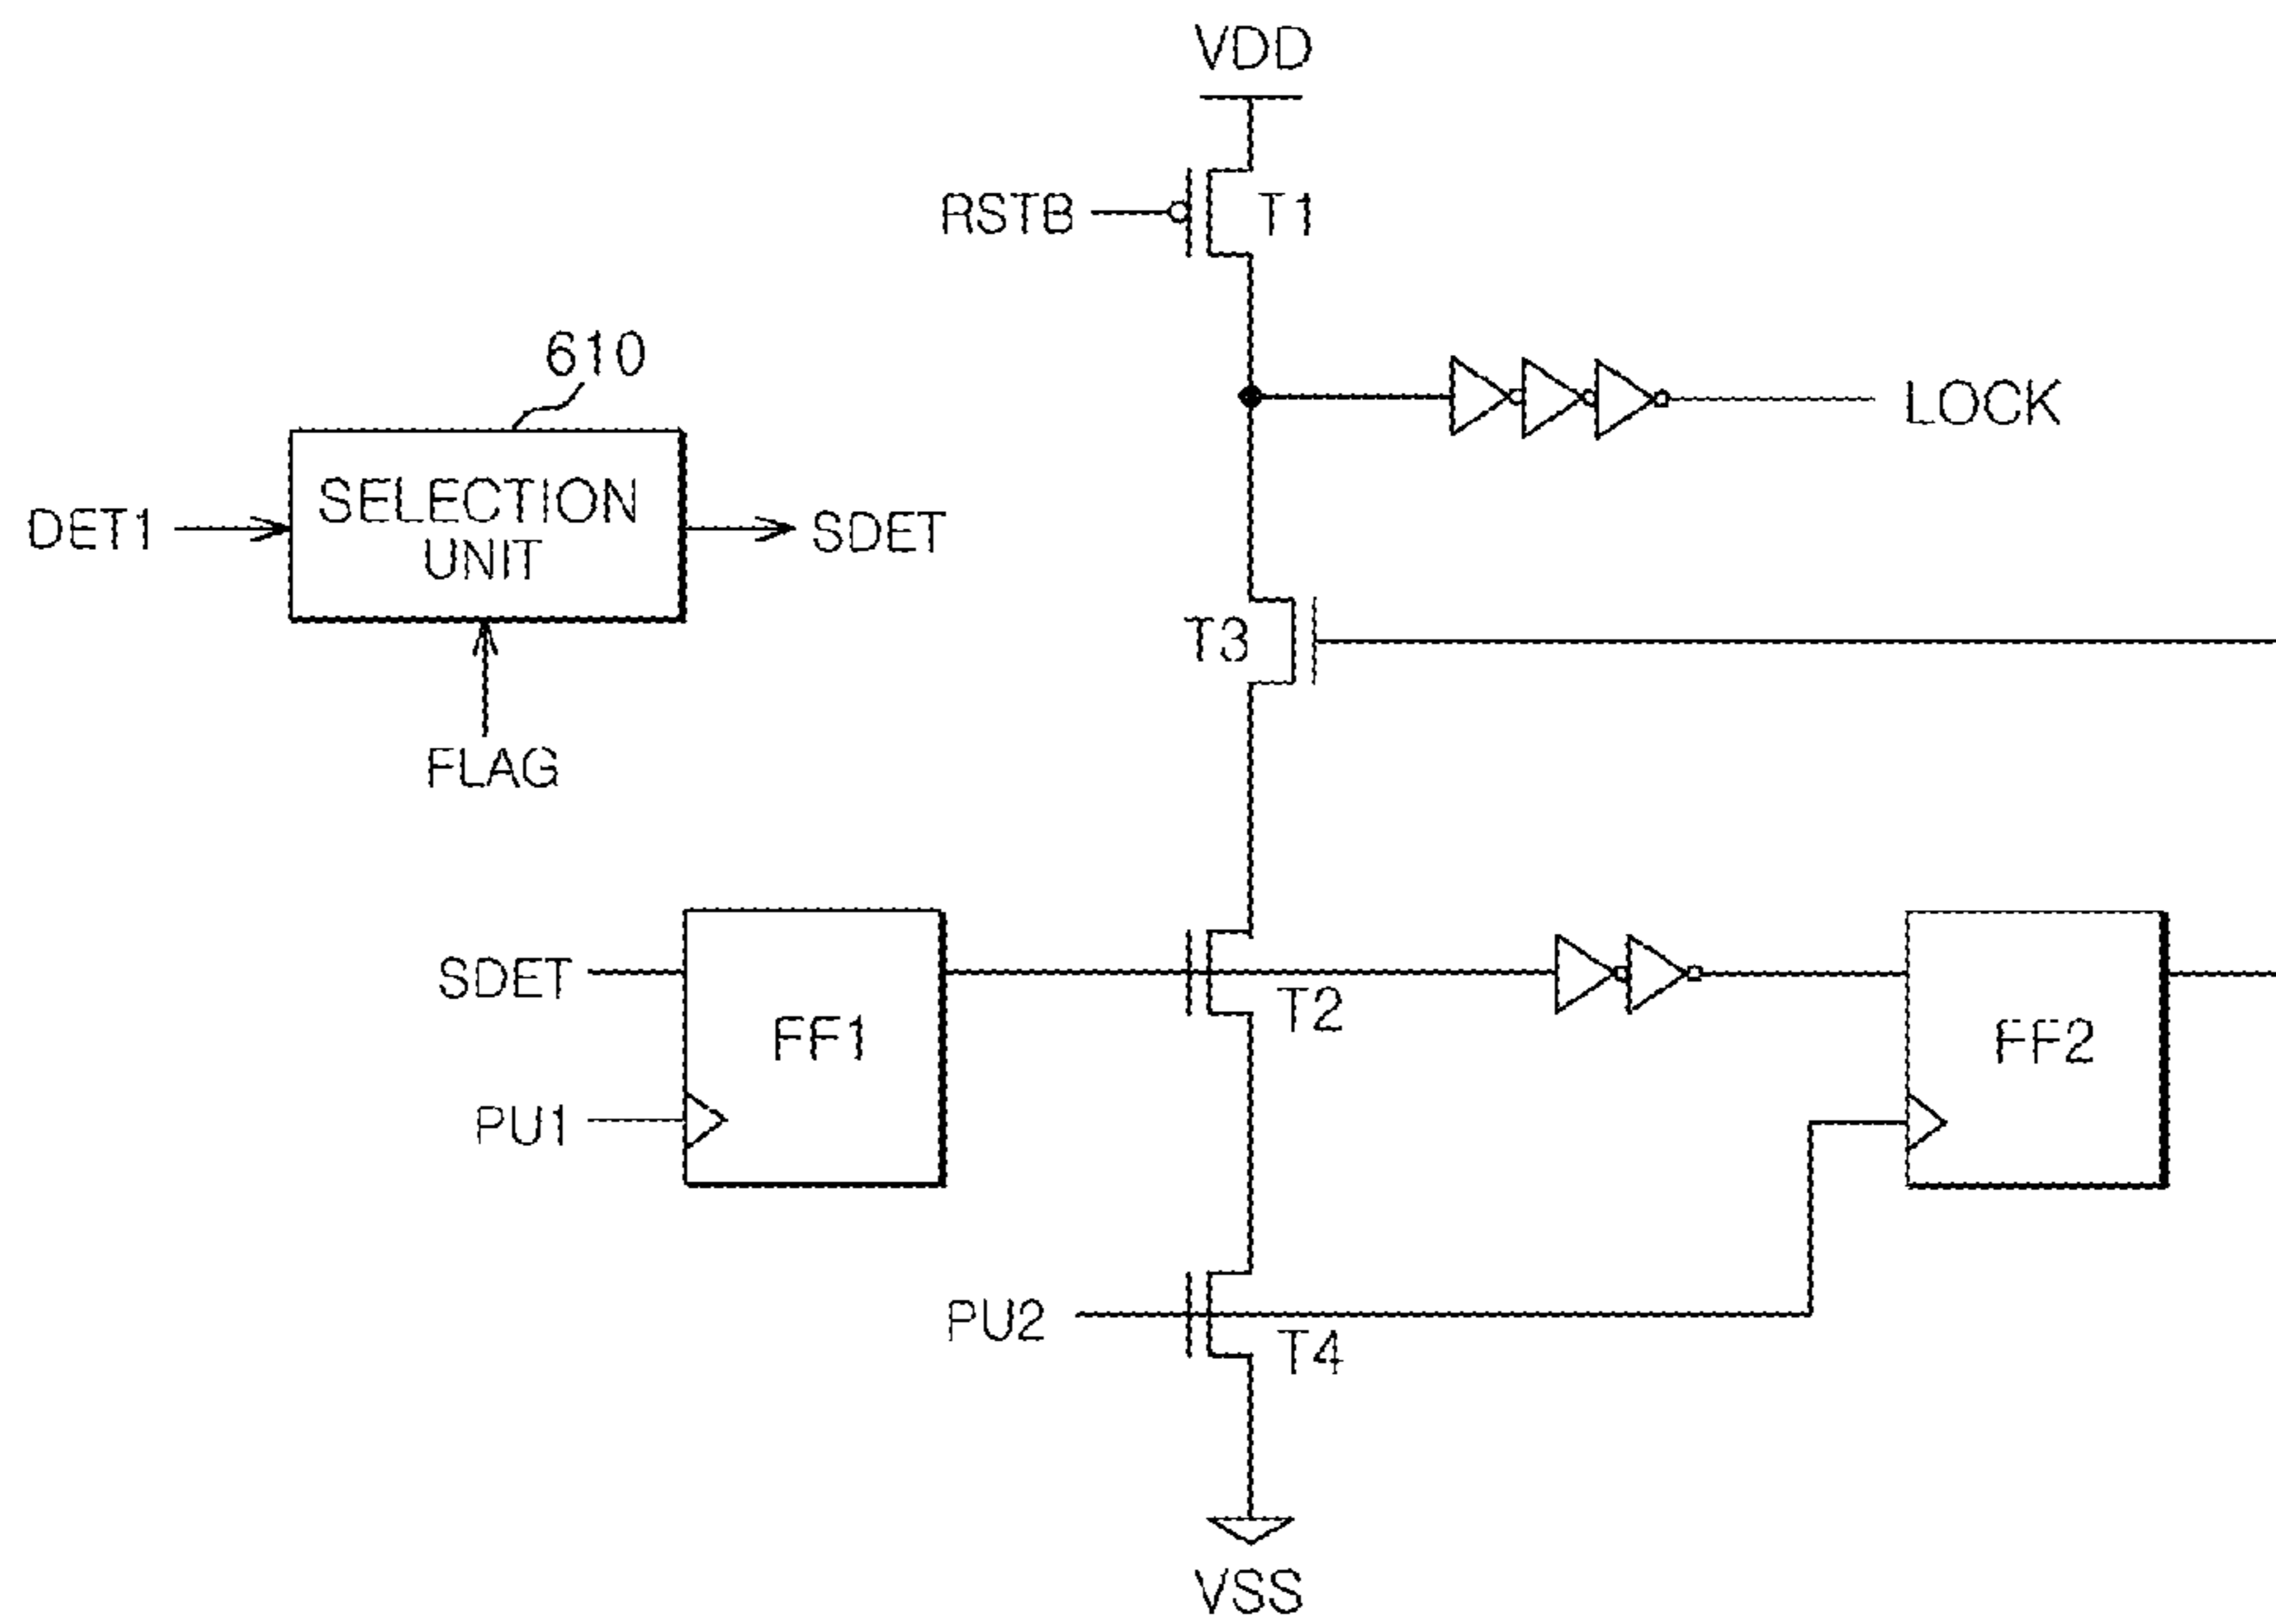 VDD
RSTB
T1
610
LOCK
DET1
SELECTION
UNIT
SDET
T3
FLAG
SDET
FF1
T2
FF2
PU1
PU2
T4
VSS